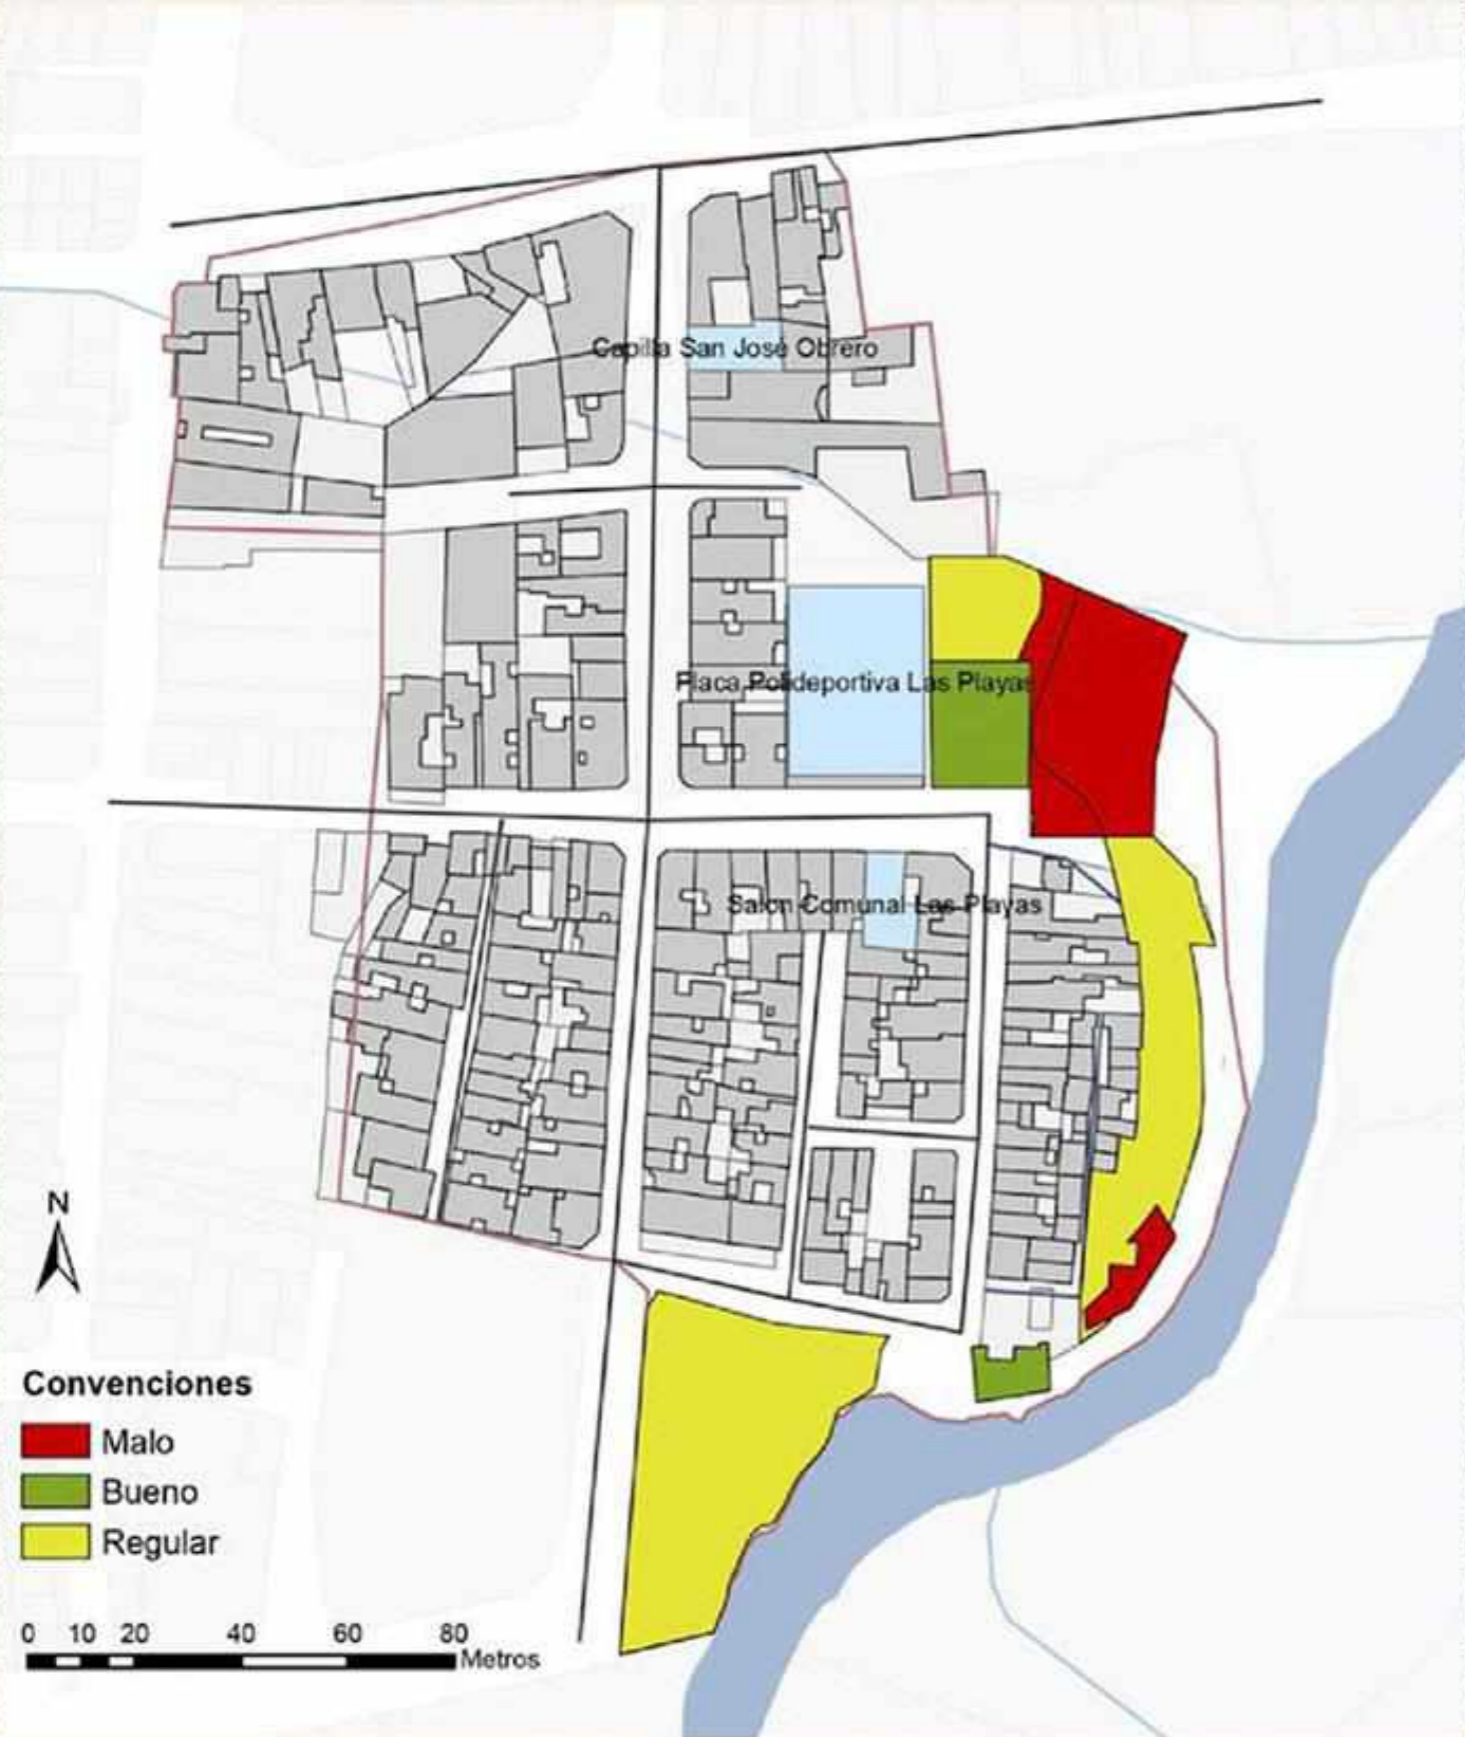 Capilla San José Obrero
Placa Polideportiva Las Playas
Salon Comunal Las Playas
N
Convenciones
Malo
Bueno
Regular
0 10 20 40 60 80
Metros